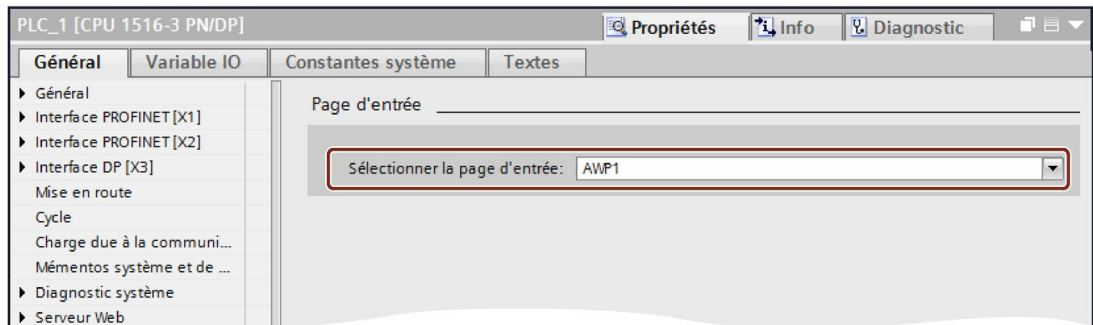 PLC_1 [CPU 1516-3 PN/DP]
Propriétés
Info
Diagnostic
Général
Variable IO
Constantes système
Textes
Général
Interface PROFINET [X1]
Interface PROFINET [X2]
Interface DP [X3]
Mise en route
Cycle
Charge due à la communi...
Mémentos système et de ...
Diagnostic système
Serveur Web
Page d'entrée
Sélectionner la page d'entrée: AWP1